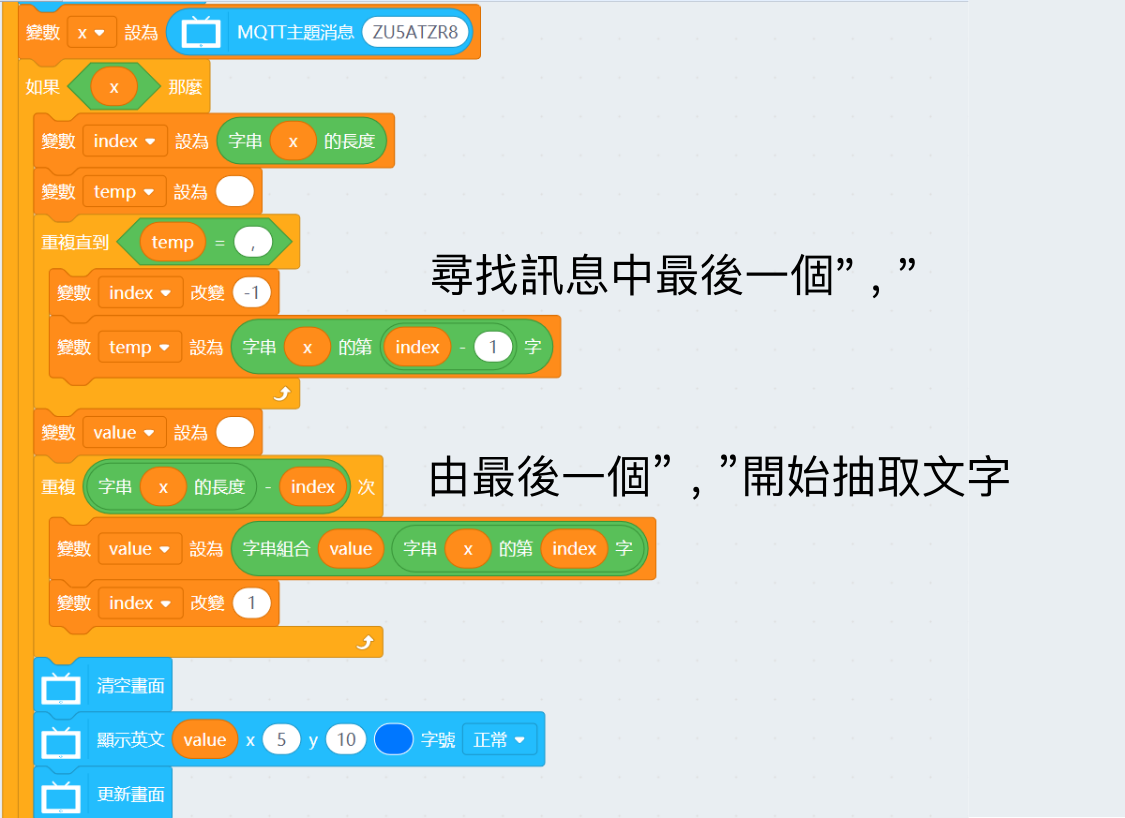 變數 x 設為 MQTT主題消息 ZU5ATZR8
如果 x 那麼
變數 index 設為 字串 x 的長度
變數 temp 設為
重複直到 temp = ,
變數 index 改變 -1
尋找訊息中最後一個”，”
變數 temp 設為 字串 x 的第 index - 1 字
變數 value 設為
重複 字串 x 的長度 - index 次
由最後一個”，”開始抽取文字
變數 value 設為 字串組合 value 字串 x 的第 index 字
變數 index 改變 1
清空畫面
顯示英文 value x 5 y 10 字號 正常
更新畫面